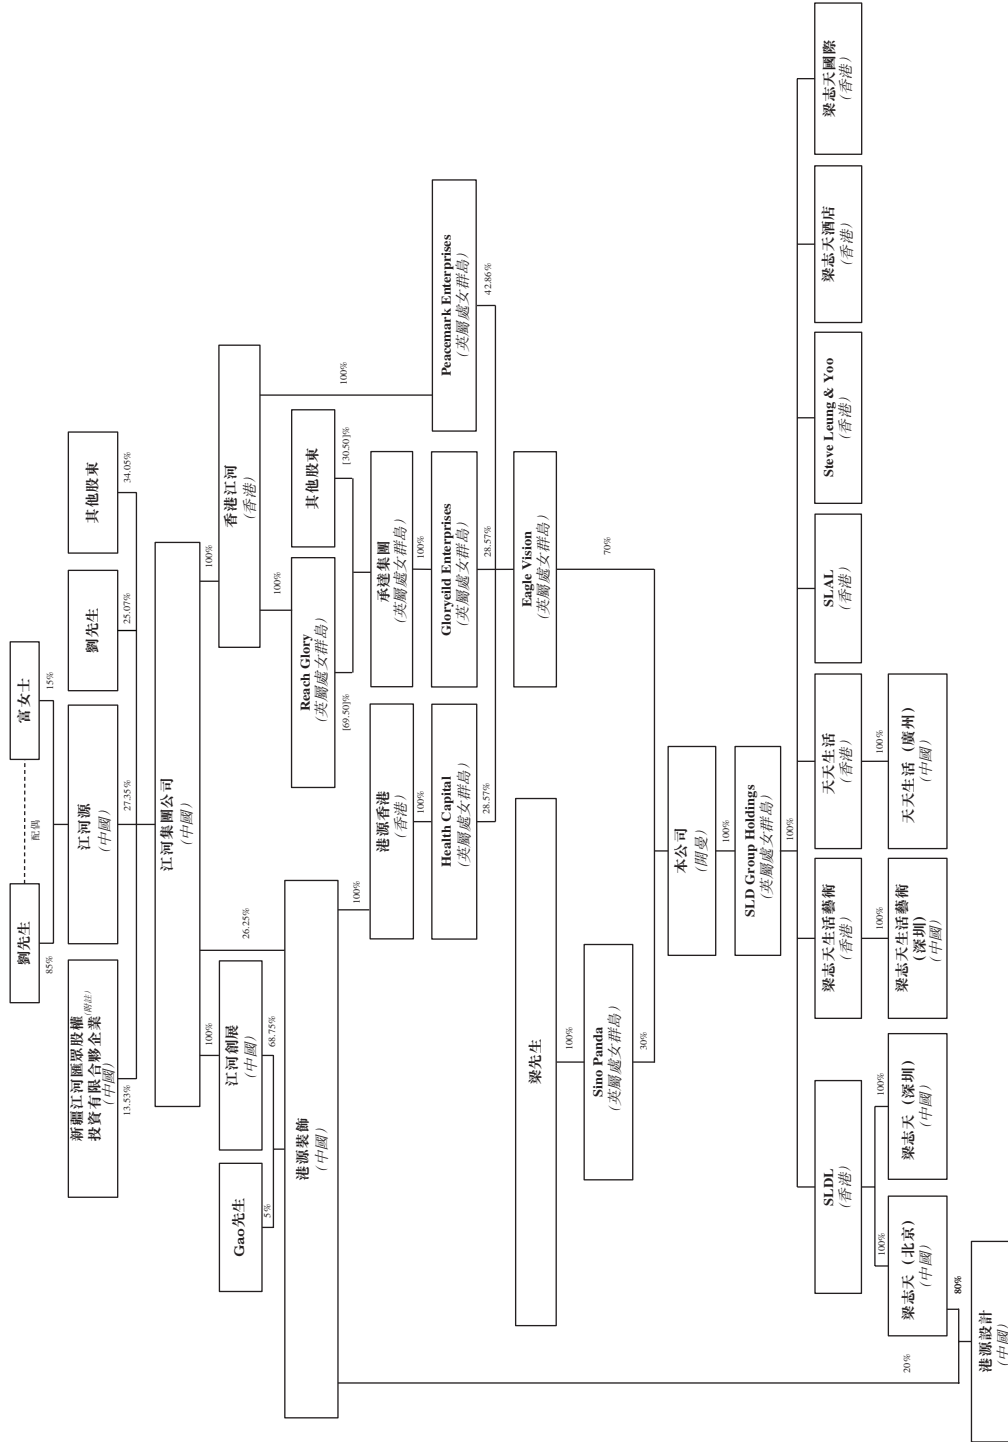 劉先生
配偶
富女士
85%
15%
新疆江河匯眾股權
投資有限合夥企業(附註)
(中國)
江河源
(中國)
劉先生
其他股東
13.53%
27.35%
25.07%
34.05%
江河集團公司
(中國)
100%
26.25%
100%
Gao先生
江河創展
(中國)
香港江河
(香港)
5%
68.75%
100%
100%
港源裝飾
(中國)
Reach Glory
(英屬處女群島)
其他股東
100%
[69.50]%
[30.50]%
港源香港
(香港)
承達集團
(英屬處女群島)
100%
100%
Health Capital
(英屬處女群島)
Gloryeild Enterprises
(英屬處女群島)
Peacemark Enterprises
(英屬處女群島)
28.57%
28.57%
42.86%
梁先生
Eagle Vision
(英屬處女群島)
100%
Sino Panda
(英屬處女群島)
30%
70%
本公司
(開曼)
100%
SLD Group Holdings
(英屬處女群島)
100%
SLDL
(香港)
梁志天生活藝術
(香港)
天天生活
(香港)
SLAL
(香港)
Steve Leung & Yoo
(香港)
梁志天酒店
(香港)
梁志天國際
(香港)
100%
100%
100%
100%
梁志天(北京)
(中國)
梁志天(深圳)
(中國)
梁志天生活藝術
(深圳)
(中國)
天天生活(廣州)
(中國)
20%
80%
港源設計
(中國)